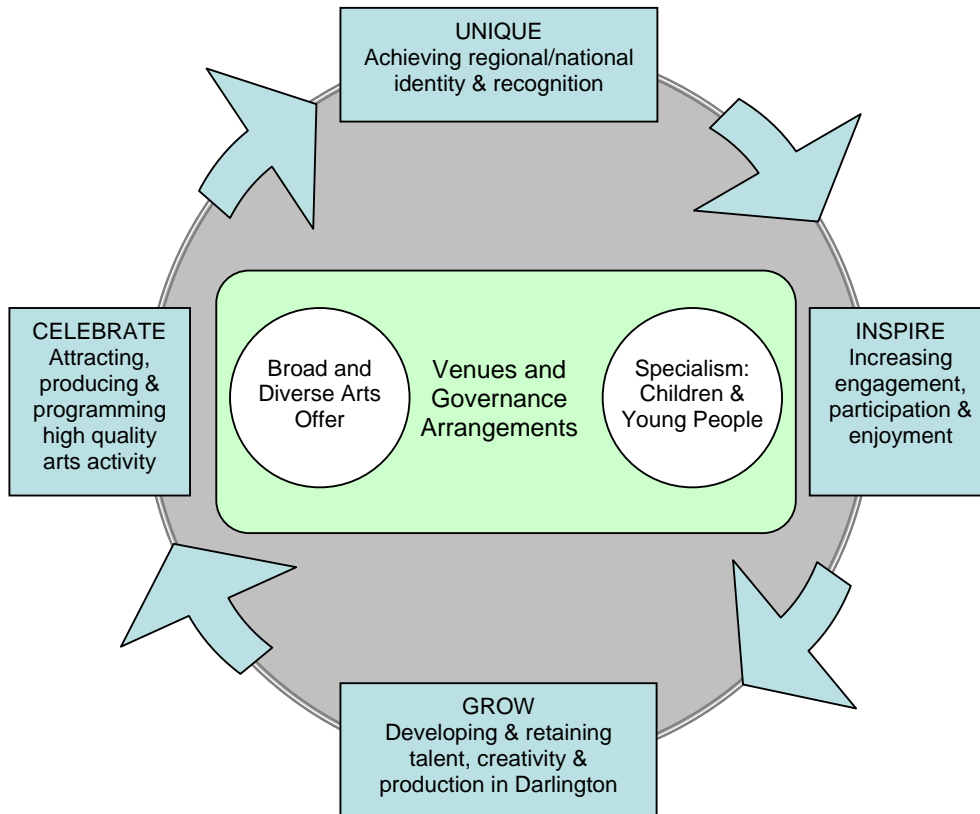 UNIQUE
Achieving regional/national
identity & recognition
CELEBRATE
Attracting,
producing &
programming
high quality
arts activity
Broad and
Diverse Arts
Offer
Venues and
Governance
Arrangements
Specialism:
Children &
Young People
INSPIRE
Increasing
engagement,
participation &
enjoyment
GROW
Developing & retaining
talent, creativity &
production in Darlington